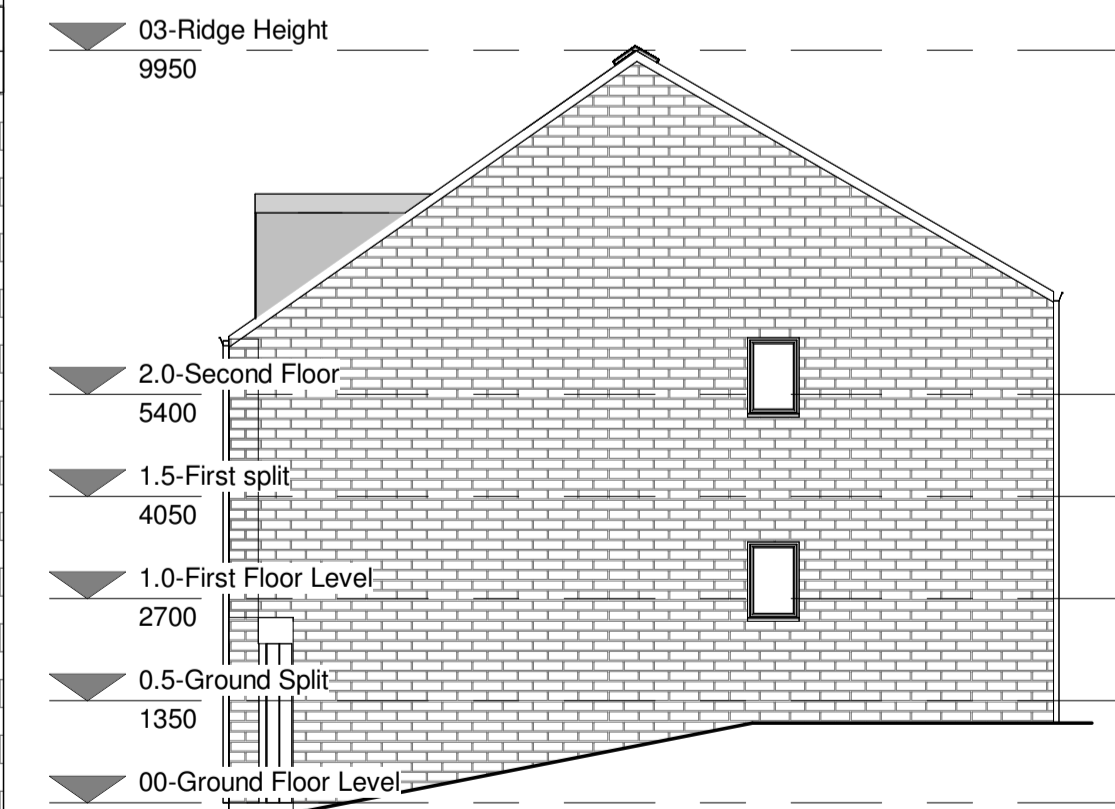 03-Ridge Height
9950
2.0-Second Floor
5400
1.5-First split
4050
1.0-First Floor Level
2700
0.5-Ground Split
1350
00-Ground Floor Level